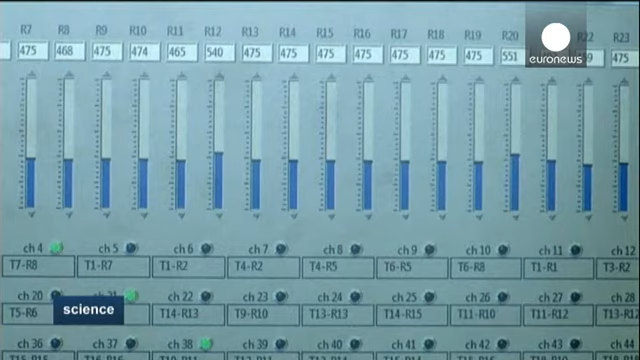 R7 R8 R9 R10 R11 R12 R13 R14 R15 R16 R17 R18 R19 R20 R22 R23
475 468 475 474 465 540 475 475 475 475 475 475 475 551 475
euronews
ch 4 ch 5 ch 6 ch 7 ch 8 ch 9 ch 10 ch 11 ch 12
T7-R8 T1-R7 T1-R2 T4-R2 T4-R5 T6-R5 T6-R8 T1-R1 T3-R2
ch 20 ch 22 ch 23 ch 24 ch 25 ch 26 ch 27 ch 28
science
T5-R6 T14-R13 T9-R10 T13-R13 T14-R15 T11-R10 T11-R12
ch 36 ch 37 ch 38 ch 39 ch 40 ch 41 ch 42 ch 43 ch 44